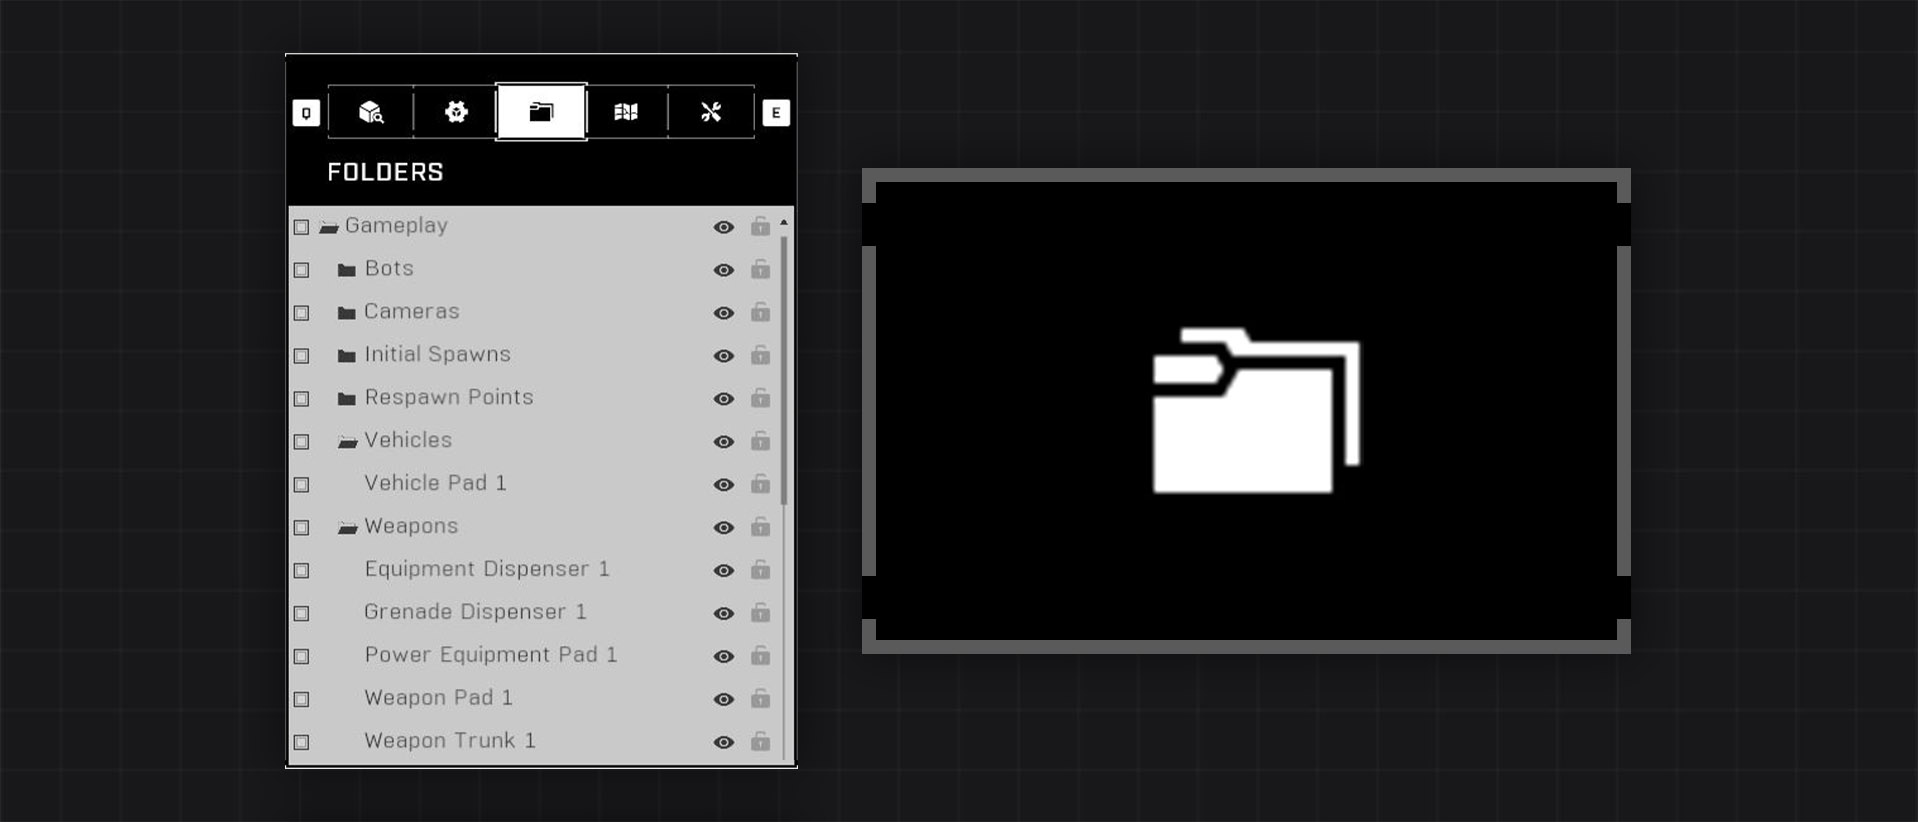 Q
E
FOLDERS
Gameplay
Bots
Cameras
Initial Spawns
Respawn Points
Vehicles
Vehicle Pad 1
Weapons
Equipment Dispenser 1
Grenade Dispenser 1
Power Equipment Pad 1
Weapon Pad 1
Weapon Trunk 1